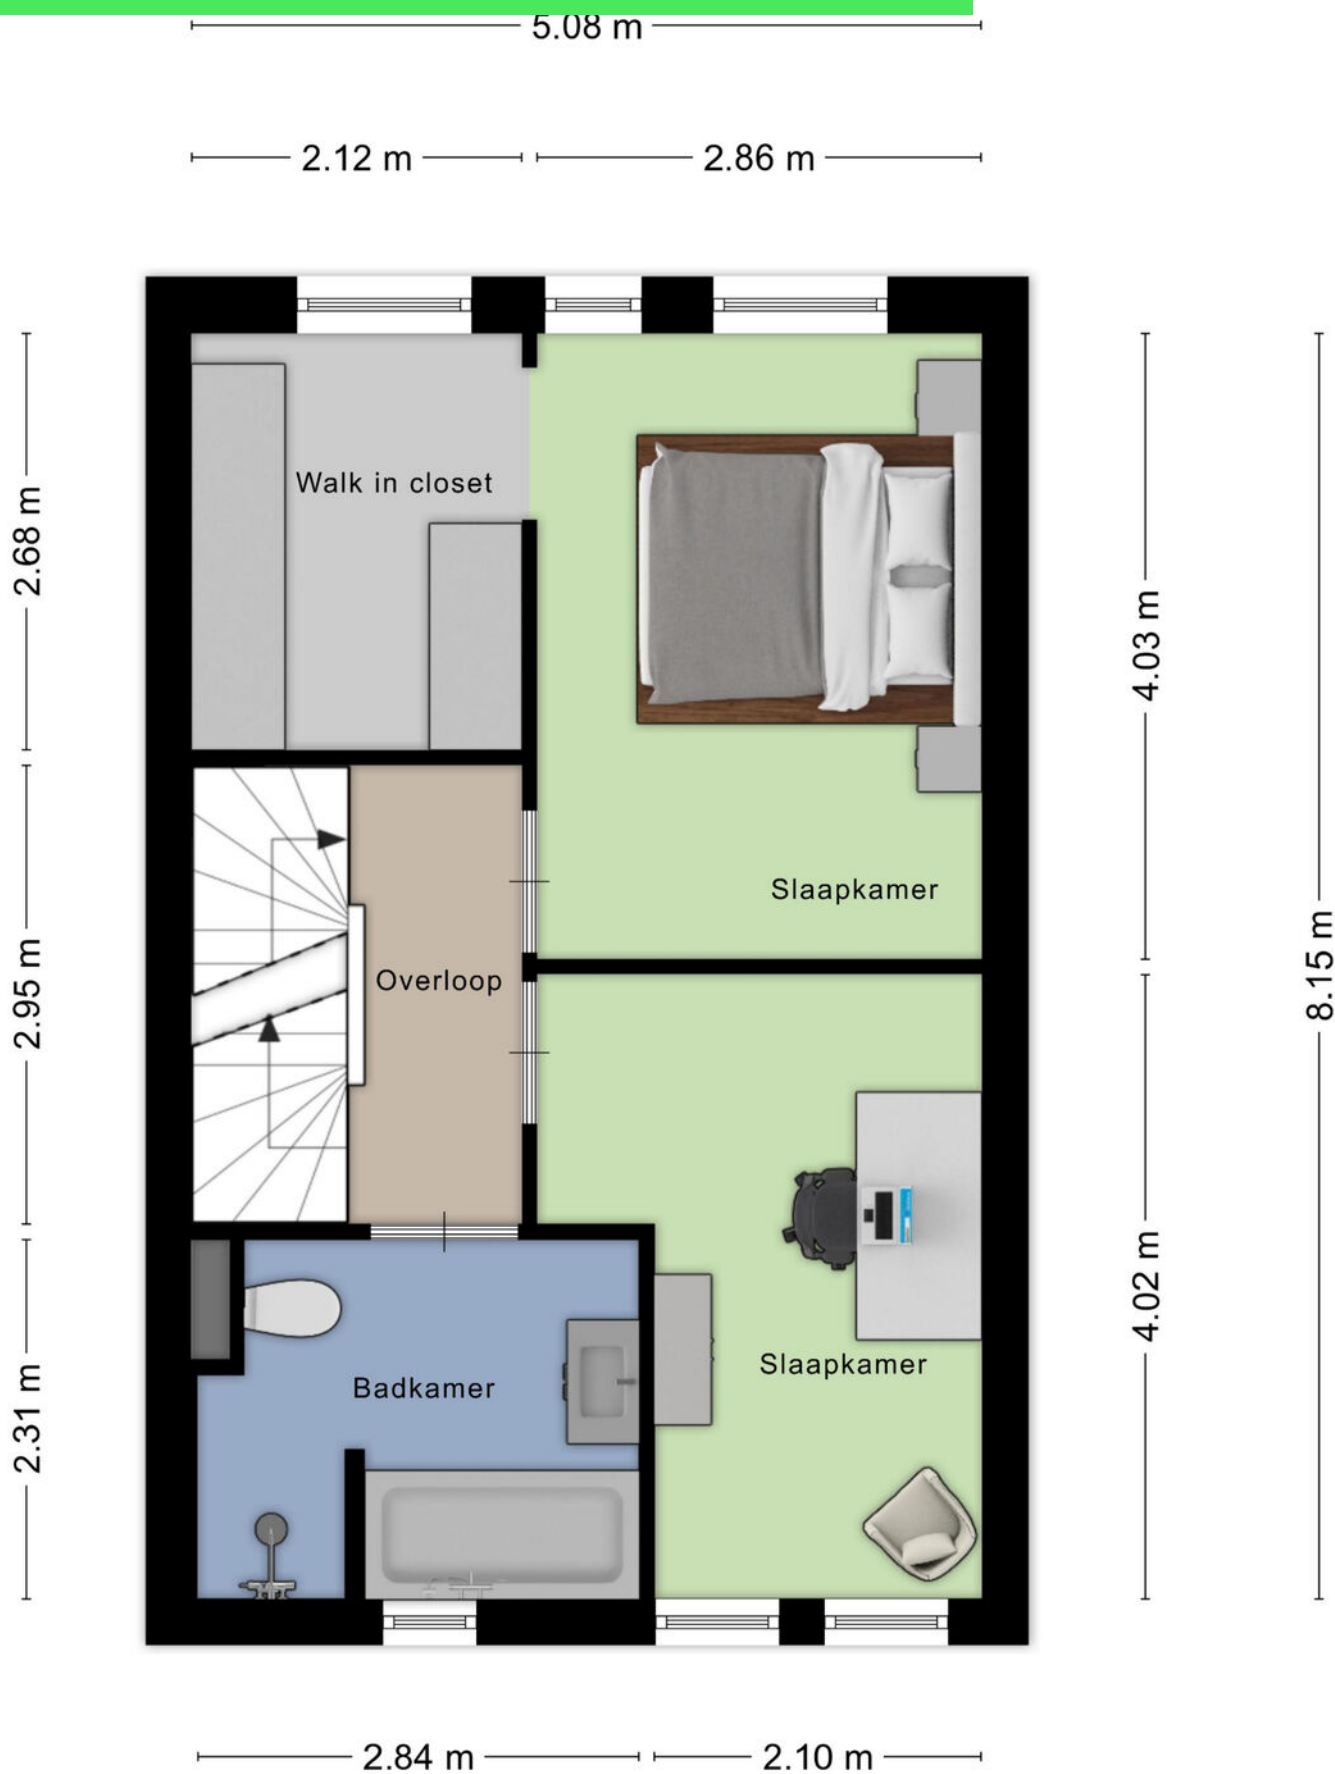 5.08 m
2.12 m
2.86 m
Walk in closet
2.68 m
4.03 m
Slaapkamer
Overloop
2.95 m
8.15 m
4.02 m
Slaapkamer
Badkamer
2.31 m
2.84 m
2.10 m